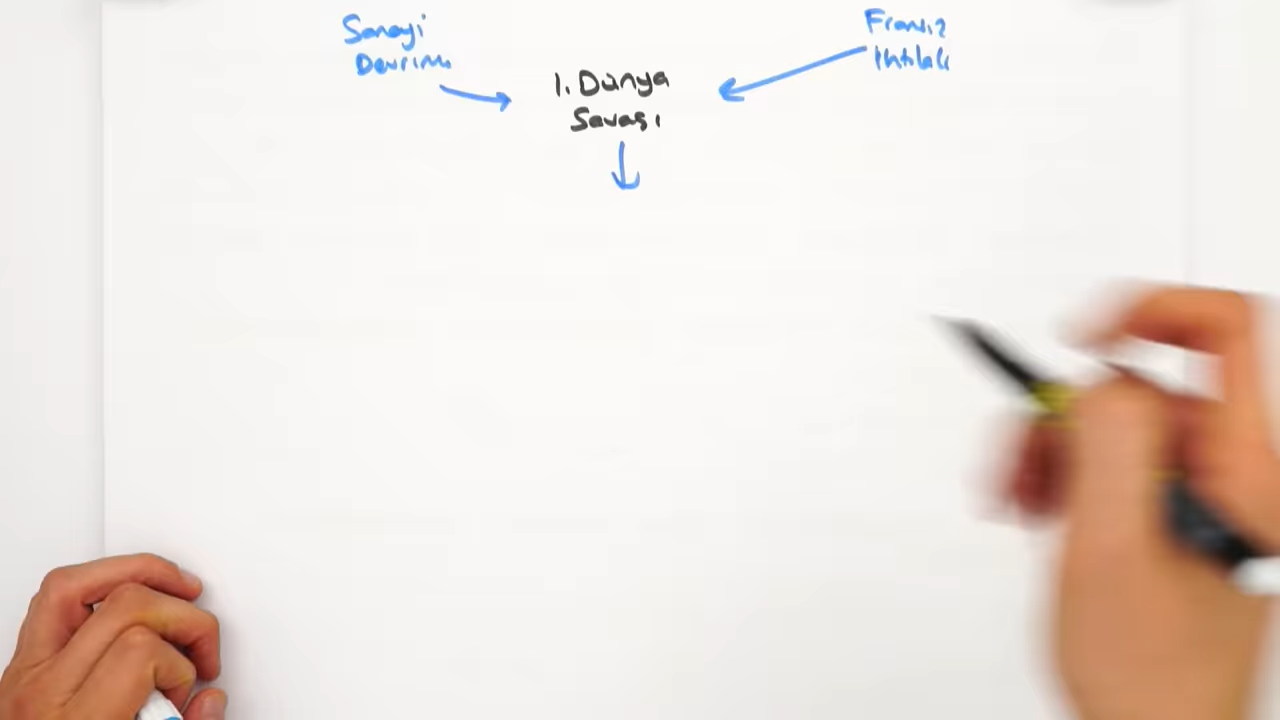 Sanayi
Devrimi
1. Dünya
Savaşı
Fransız
İhtilali